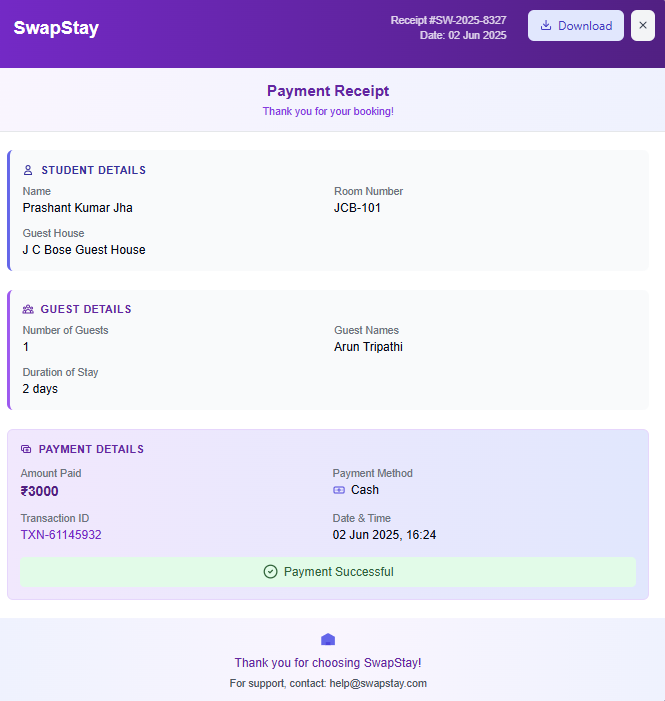 SwapStay
Receipt #SW-2025-8327
Date: 02 Jun 2025
Download
Payment Receipt
Thank you for your booking!
STUDENT DETAILS
Name
Prashant Kumar Jha
Room Number
JCB-101
Guest House
J C Bose Guest House
GUEST DETAILS
Number of Guests
1
Guest Names
Arun Tripathi
Duration of Stay
2 days
PAYMENT DETAILS
Amount Paid
₹3000
Payment Method
Cash
Transaction ID
TXN-61145932
Date & Time
02 Jun 2025, 16:24
Payment Successful
Thank you for choosing SwapStay!
For support, contact: help@swapstay.com